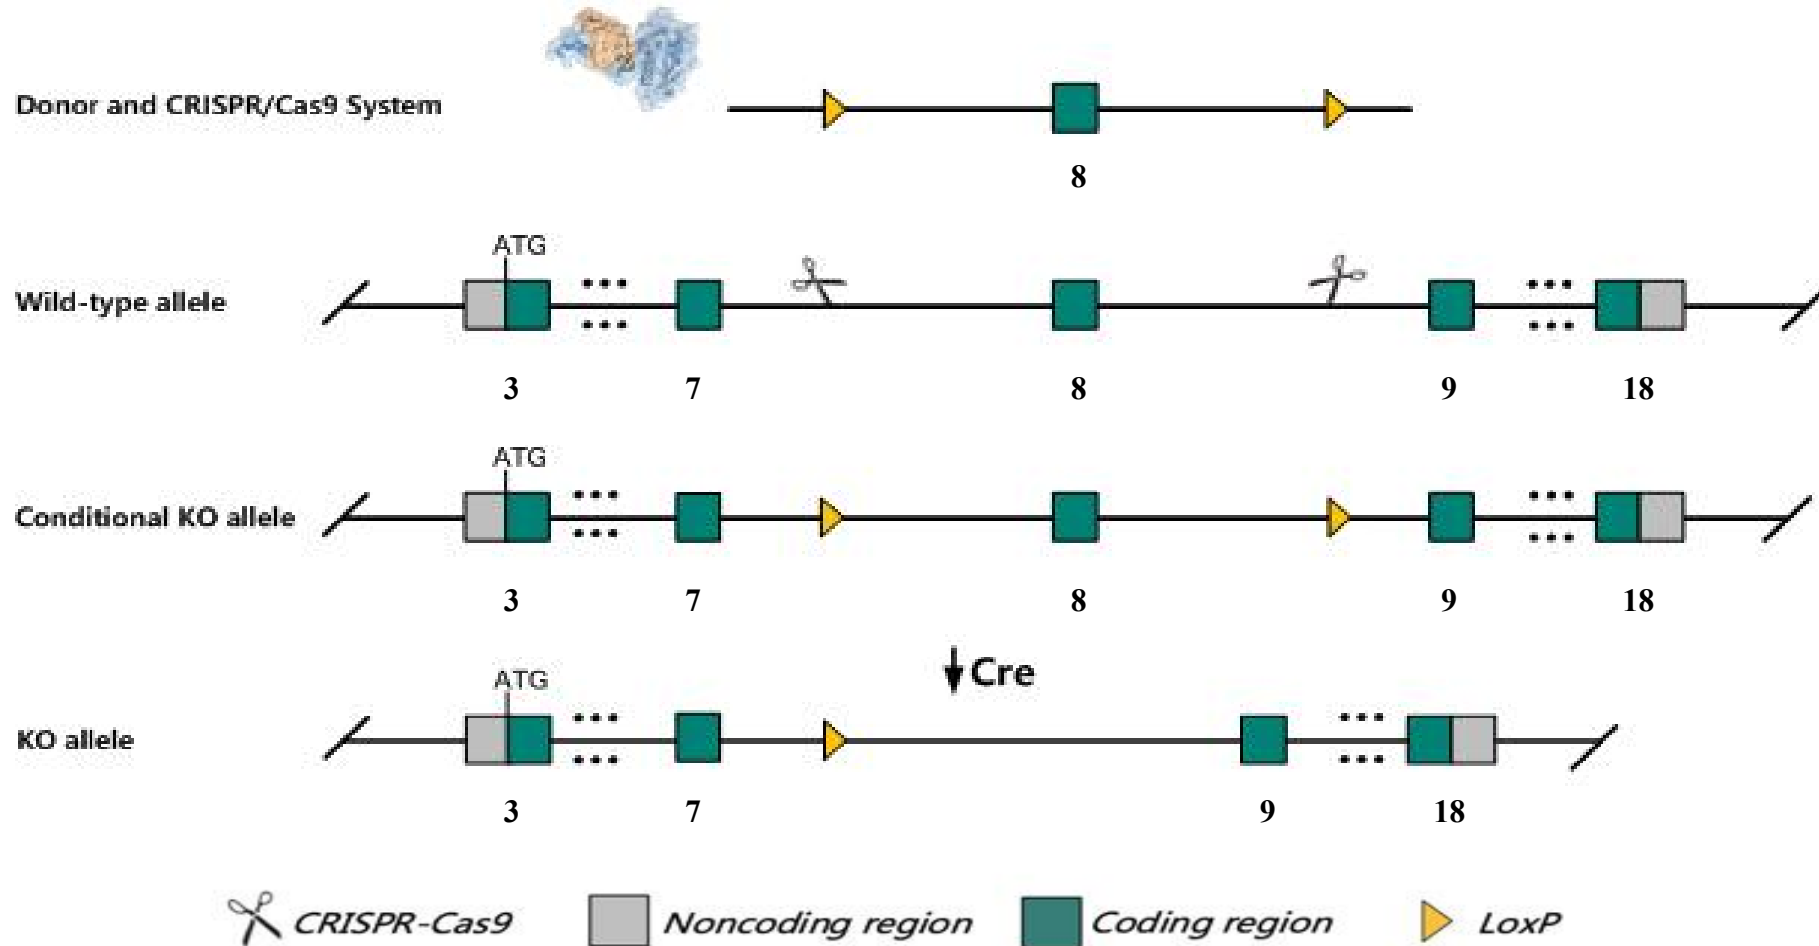 Donor and CRISPR/Cas9 System
8
ATG
Wild-type allele
3 7 8 9 18
ATG
Conditional KO allele
3 7 8 9 18
Cre
ATG
KO allele
3 7 9 18
CRISPR-Cas9 Noncoding region Coding region LoxP